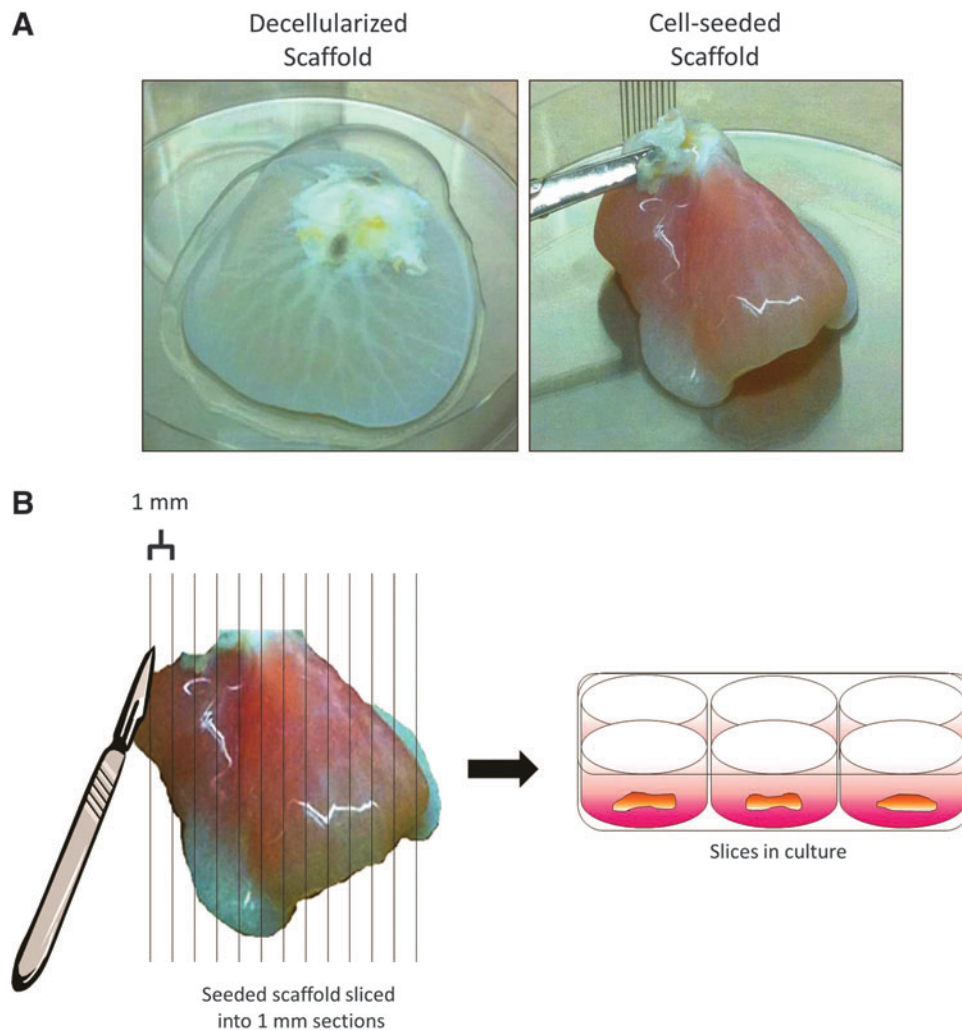 A
Decellularized
Scaffold
Cell-seeded
Scaffold
B
1 mm
Seeded scaffold sliced
into 1 mm sections
Slices in culture